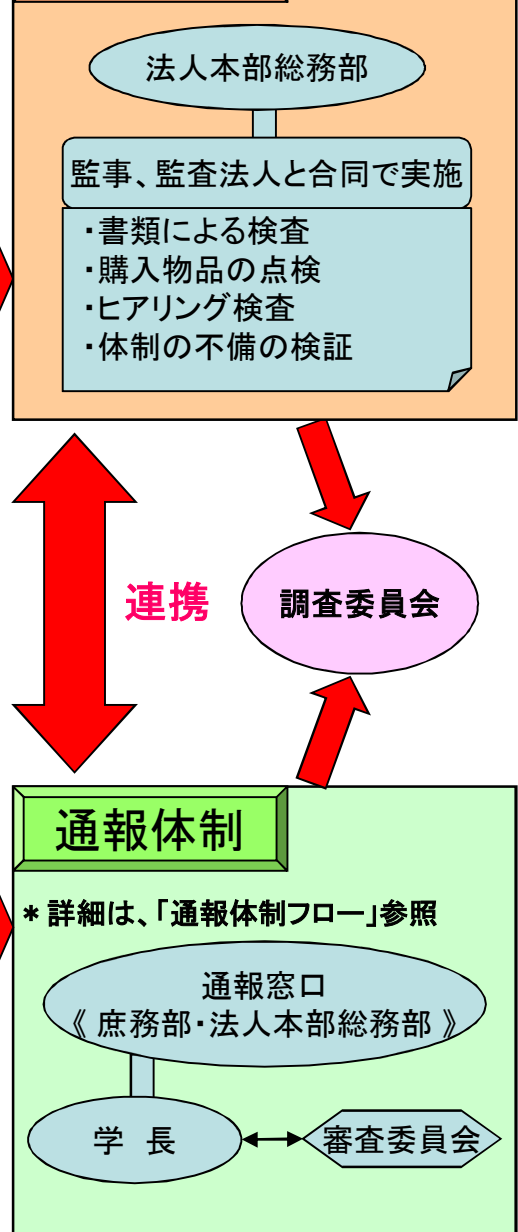 法人本部総務部
監事、監査法人と合同で実施
・書類による検査
・購入物品の点検
・ヒアリング検査
・体制の不備の検証
連携
調査委員会
通報体制
＊詳細は、「通報体制フロー」参照
通報窓口
《 庶務部・法人本部総務部 》
学 長
審査委員会